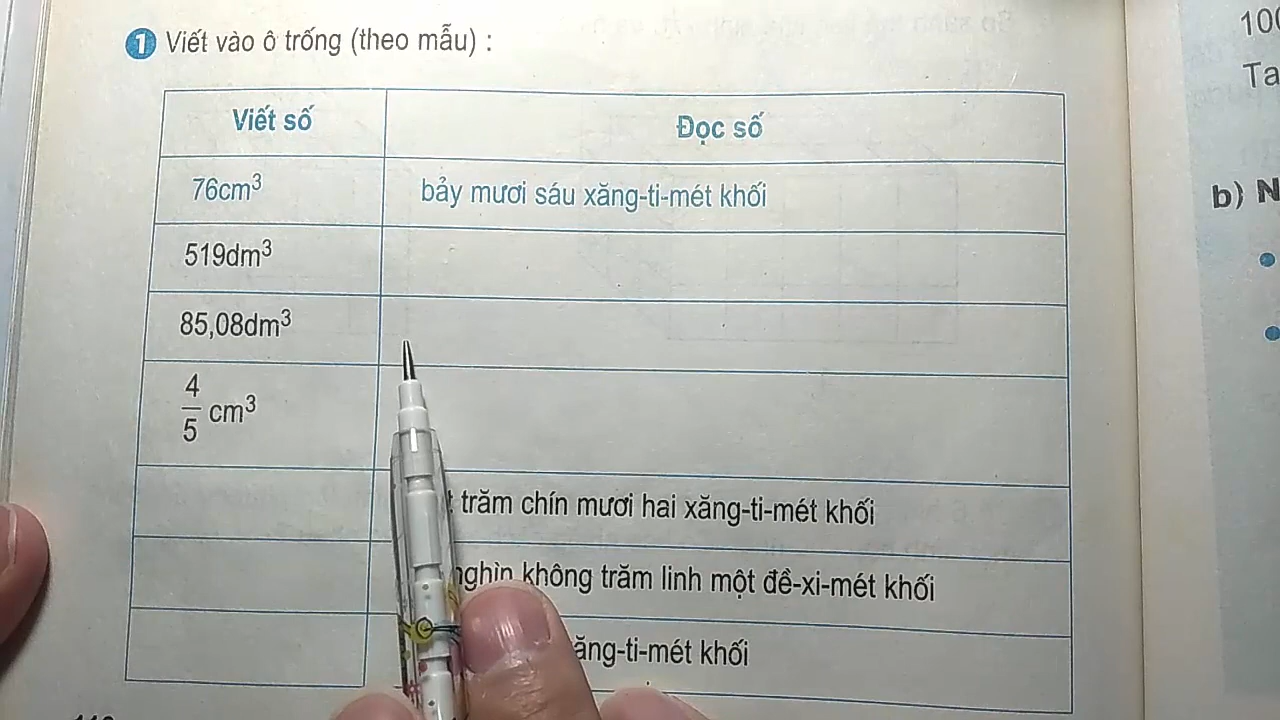 1 Viết vào ô trống (theo mẫu) :
Viết số Đọc số
76cm³ bảy mươi sáu xăng-ti-mét khối
519dm³
85,08dm³
4/5 cm³
trăm chín mươi hai xăng-ti-mét khối
nghìn không trăm linh một đề-xi-mét khối
ăng-ti-mét khối
100
Ta
b) N